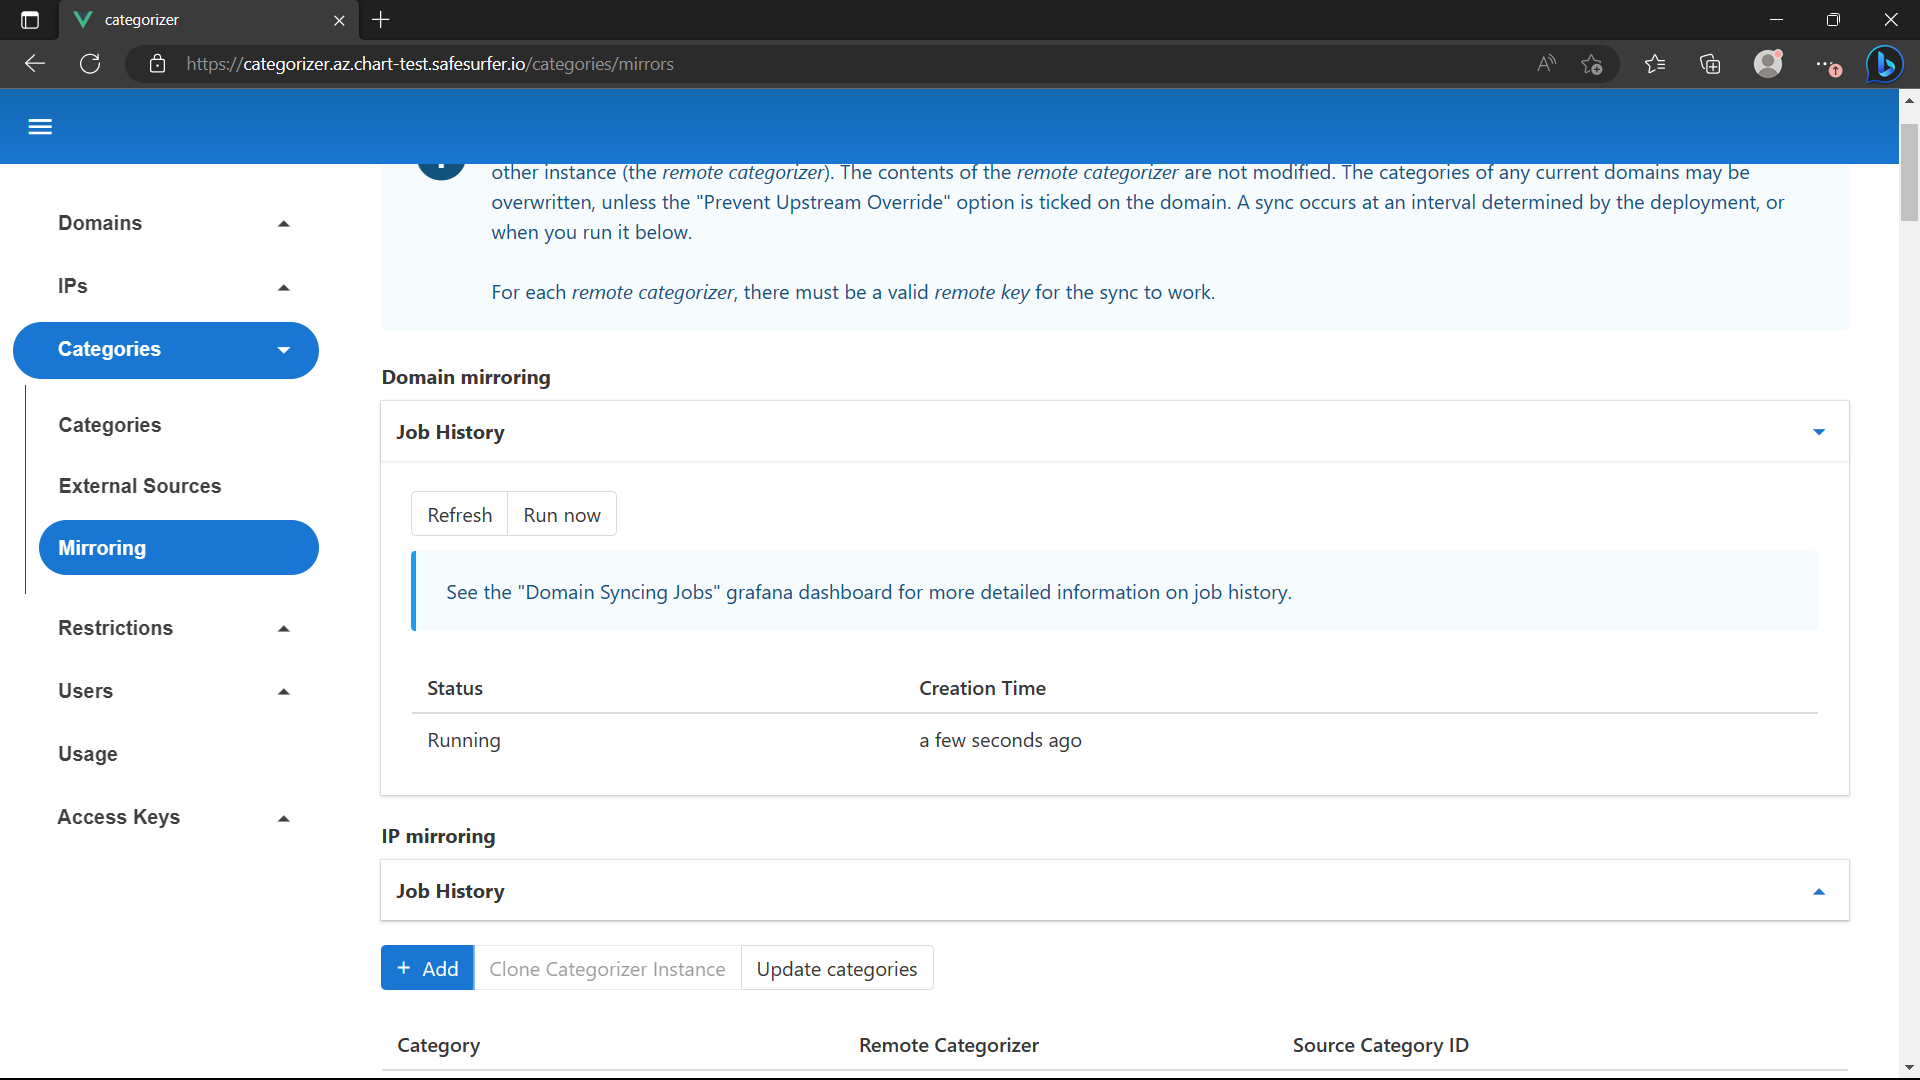 categorizer
https://categorizer.az.chart-test.safesurfer.io/categories/mirrors
other instance (the remote categorizer). The contents of the remote categorizer are not modified. The categories of any current domains may be
overwritten, unless the "Prevent Upstream Override" option is ticked on the domain. A sync occurs at an interval determined by the deployment, or
when you run it below.
For each remote categorizer, there must be a valid remote key for the sync to work.
Domains
IPs
Categories
Categories
External Sources
Mirroring
Restrictions
Users
Usage
Access Keys
Domain mirroring
Job History
Refresh
Run now
See the "Domain Syncing Jobs" grafana dashboard for more detailed information on job history.
Status
Creation Time
Running
a few seconds ago
IP mirroring
Job History
+ Add
Clone Categorizer Instance
Update categories
Category
Remote Categorizer
Source Category ID